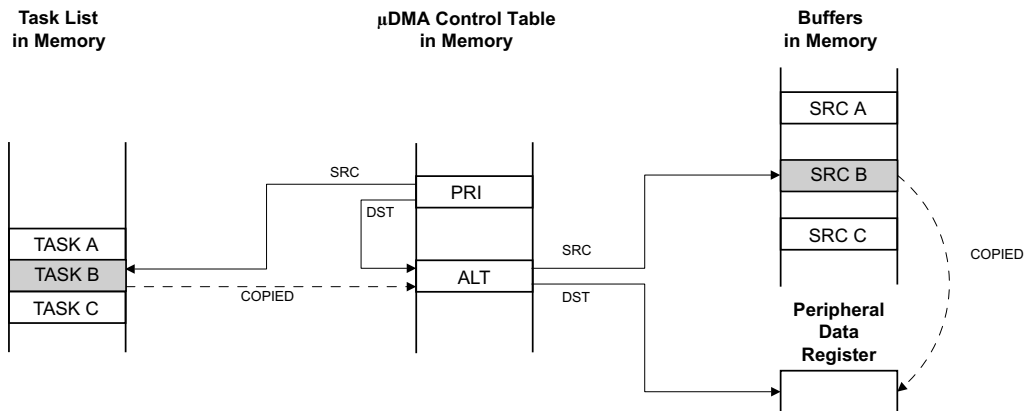 Task List
in Memory
µDMA Control Table
in Memory
Buffers
in Memory
SRC A
SRC
PRI
SRC B
DST
TASK A
SRC C
SRC
COPIED
TASK B
ALT
COPIED
DST
TASK C
Peripheral
Data
Register